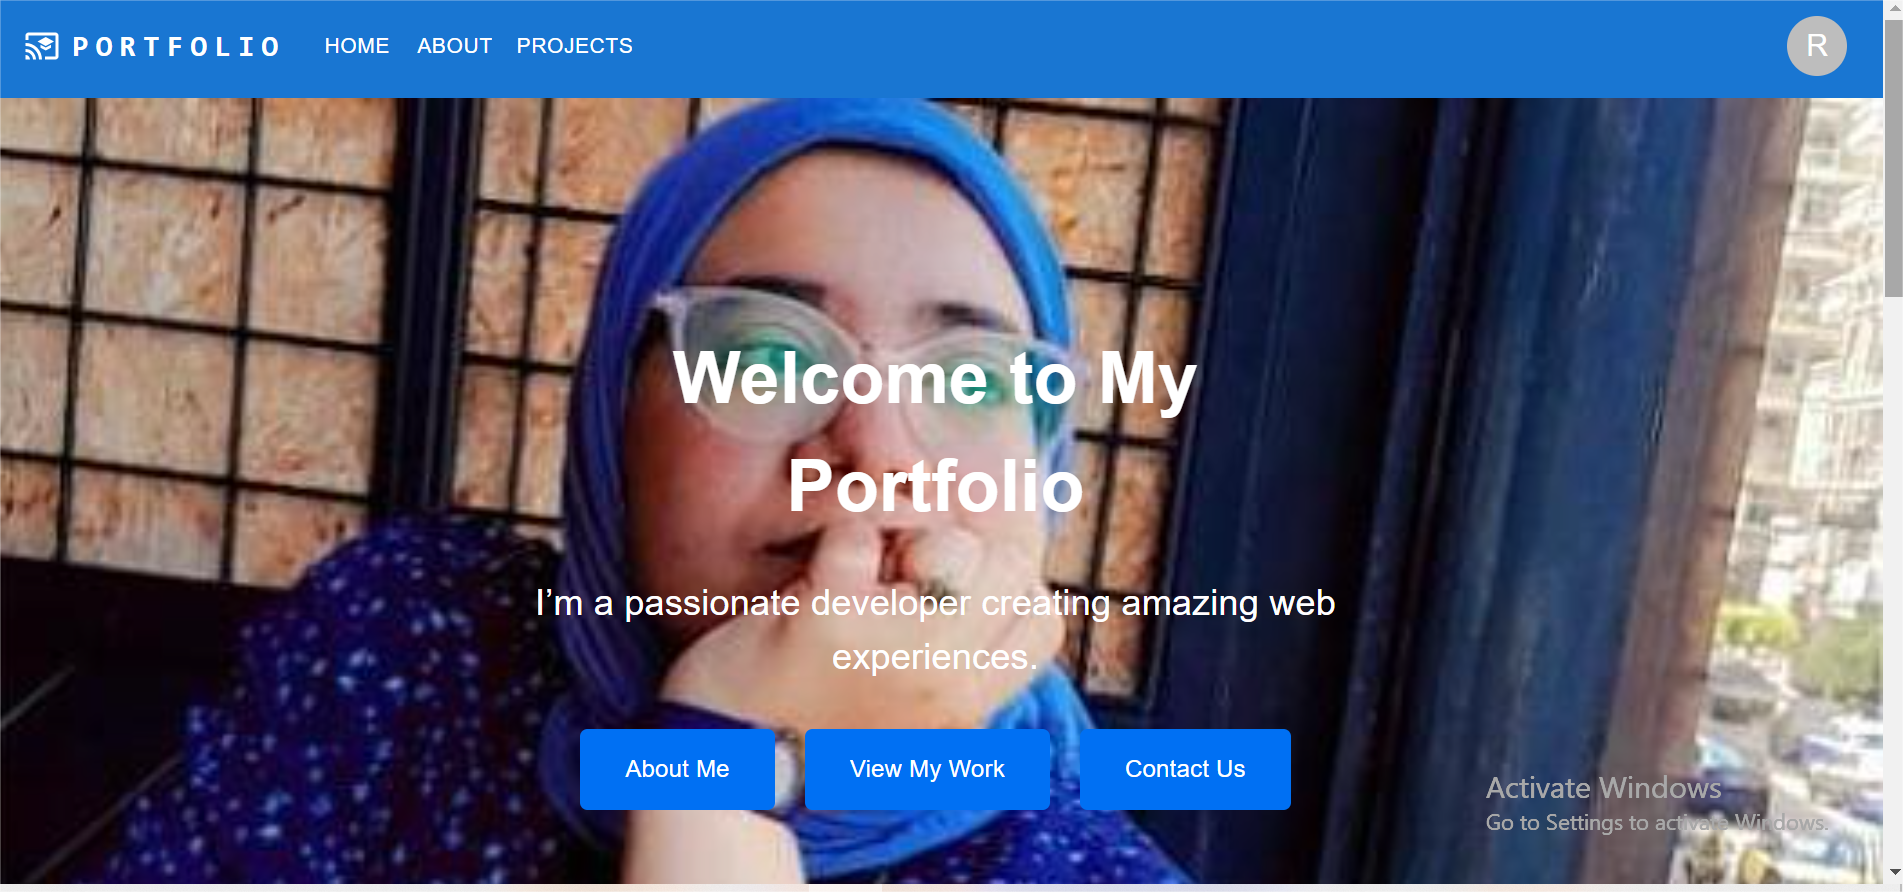 PORTFOLIO HOME ABOUT PROJECTS R
Welcome to My
Portfolio
I’m a passionate developer creating amazing web
experiences.
About Me View My Work Contact Us
Activate Windows
Go to Settings to activate Windows.